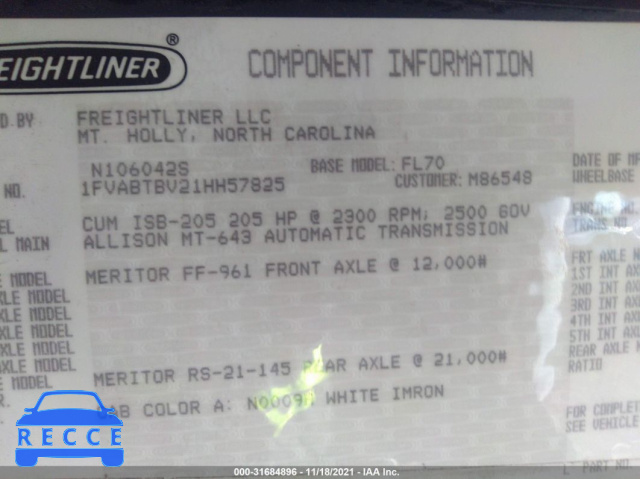 EIGHTLINER ® COMPONENT INFORMATION
D BY FREIGHTLINER LLC
MT. HOLLY, NORTH CAROLINA
N106042S BASE MODEL: FL70 DATE OF MF
NO. 1FVABTBV21HH57825 CUSTOMER: M86548 WHEELBASE
EL CUM ISB-205 205 HP @ 2300 RPM; 2500 GOV ENGINE NO
EL MAIN ALLISON MT-643 AUTOMATIC TRANSMISSION TRANS NO
E MODEL MERITOR FF-961 FRONT AXLE @ 12,000# FRT AXLE N
XLE MODEL 1ST INT AX
XLE MODEL 2ND INT AX
XLE MODEL 3RD INT AX
XLE MODEL 4TH INT AX
XLE MODEL 5TH INT AX
E MODEL MERITOR RS-21-145 REAR AXLE @ 21,000# REAR AXLE N
RATIO
R. CAB COLOR A: N0009H WHITE IMRON FOR COMPLET
SEE VEHICLE
RECCE
PART NO
000-31684896 - 11/18/2021 - IAA Inc.